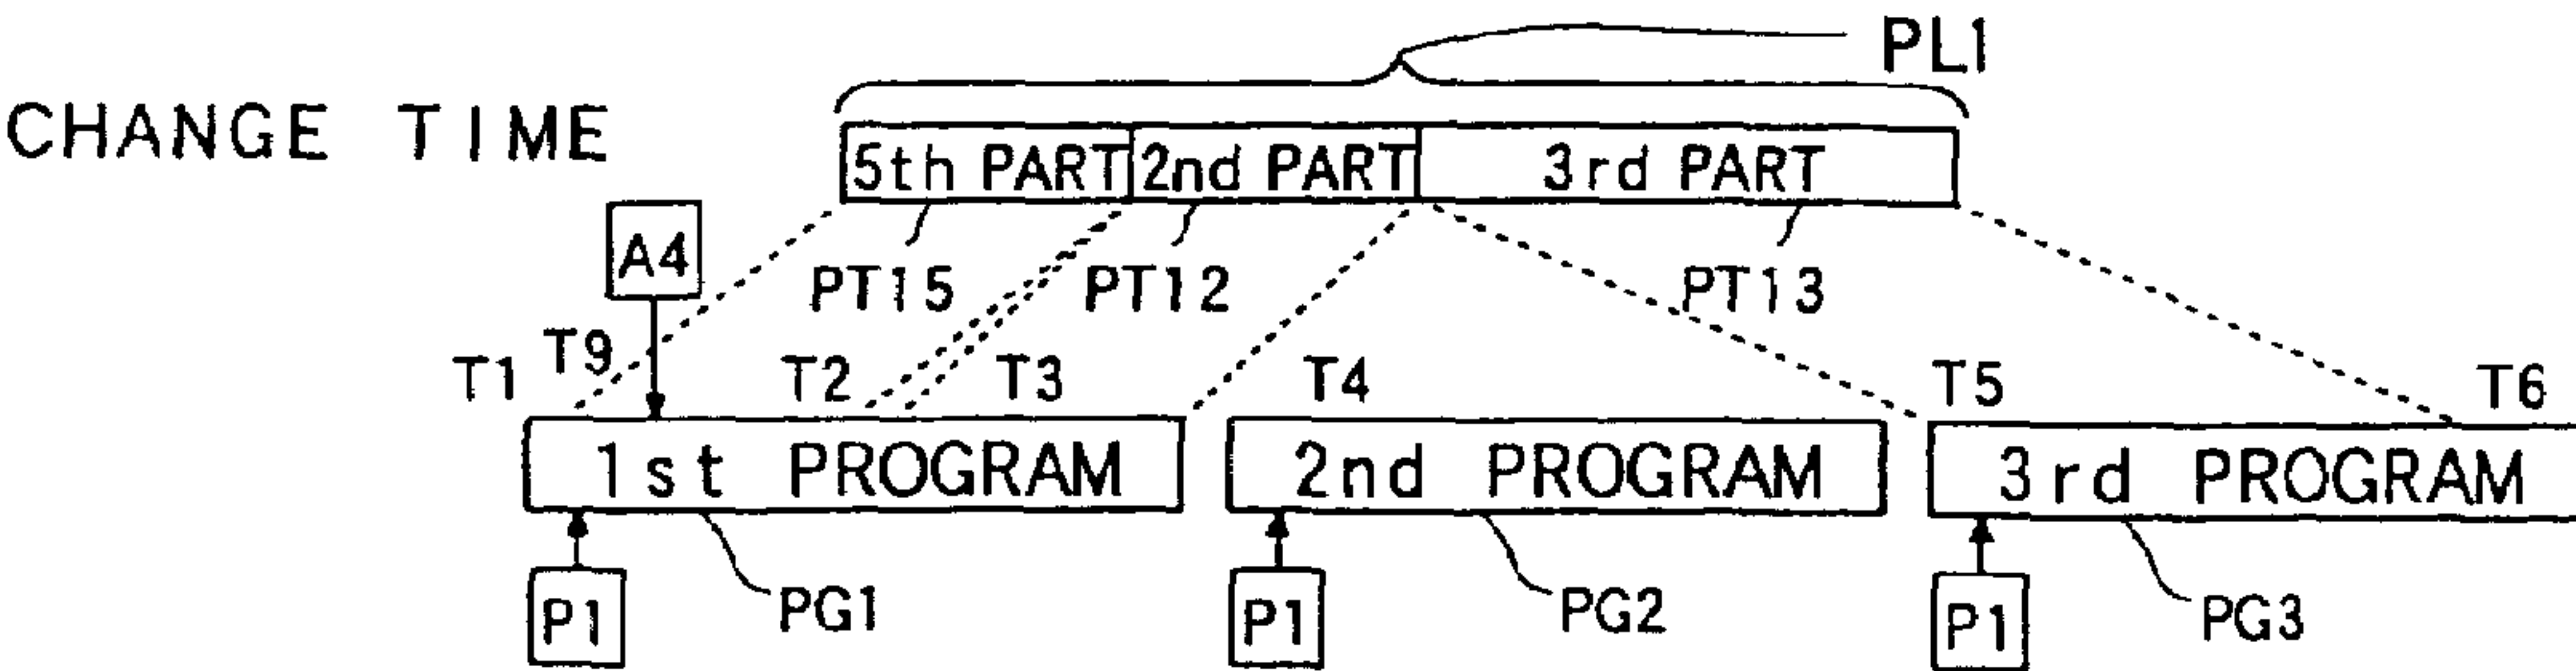 PL1
CHANGE TIME
5th PART 2nd PART 3rd PART
A4
PT15 PT12 PT13
T1 T9 T2 T3 T4 T5 T6
1st PROGRAM 2nd PROGRAM 3rd PROGRAM
P1 PG1 P1 PG2 P1 PG3